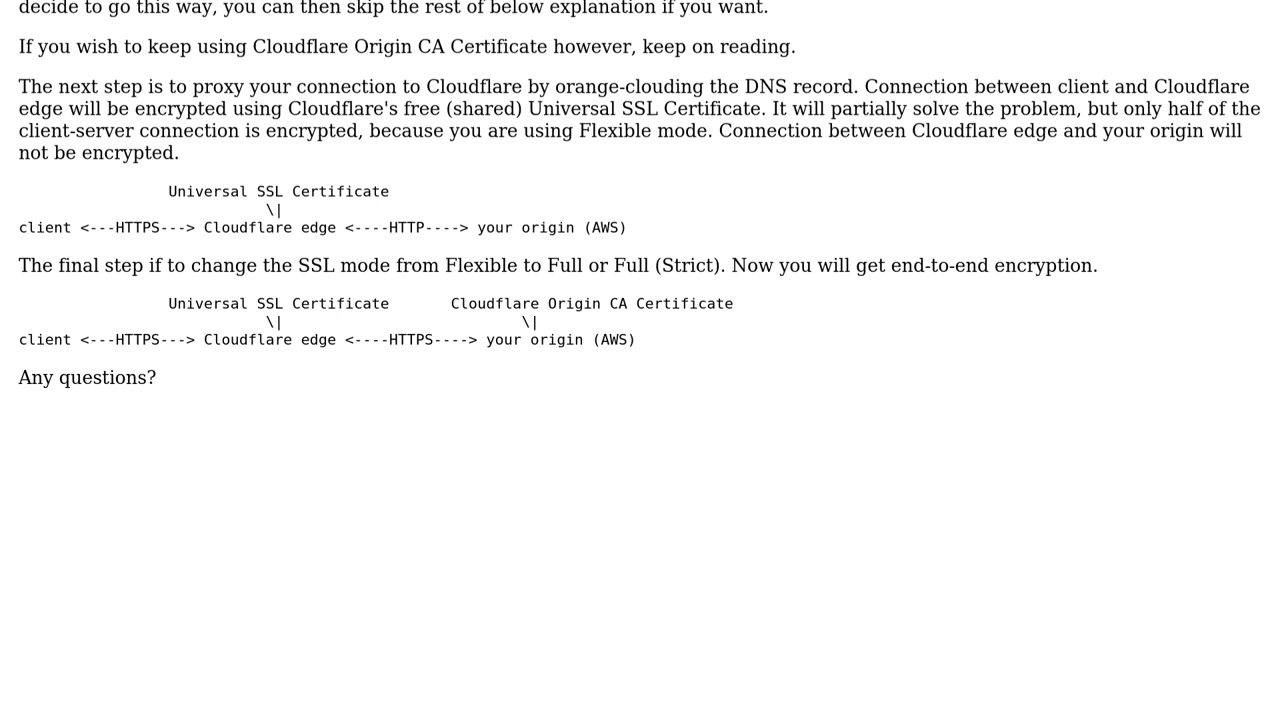 decide to go this way, you can then skip the rest of below explanation if you want.
If you wish to keep using Cloudflare Origin CA Certificate however, keep on reading.
The next step is to proxy your connection to Cloudflare by orange-clouding the DNS record. Connection between client and Cloudflare
edge will be encrypted using Cloudflare's free (shared) Universal SSL Certificate. It will partially solve the problem, but only half of the
client-server connection is encrypted, because you are using Flexible mode. Connection between Cloudflare edge and your origin will
not be encrypted.
                 Universal SSL Certificate
                            \|
client <---HTTPS---> Cloudflare edge <----HTTP----> your origin (AWS)
The final step if to change the SSL mode from Flexible to Full or Full (Strict). Now you will get end-to-end encryption.
                 Universal SSL Certificate       Cloudflare Origin CA Certificate
                            \|                           \|
client <---HTTPS---> Cloudflare edge <----HTTPS----> your origin (AWS)
Any questions?